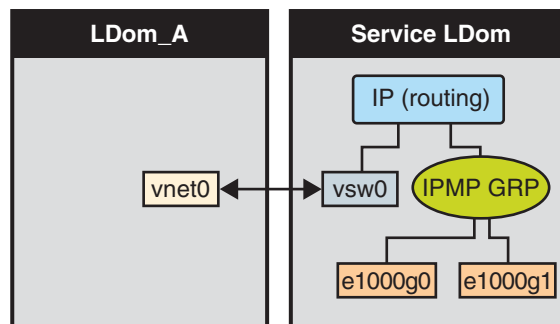 LDom_A
Service LDom
IP (routing)
vnet0
vsw0
IPMP GRP
e1000g0
e1000g1